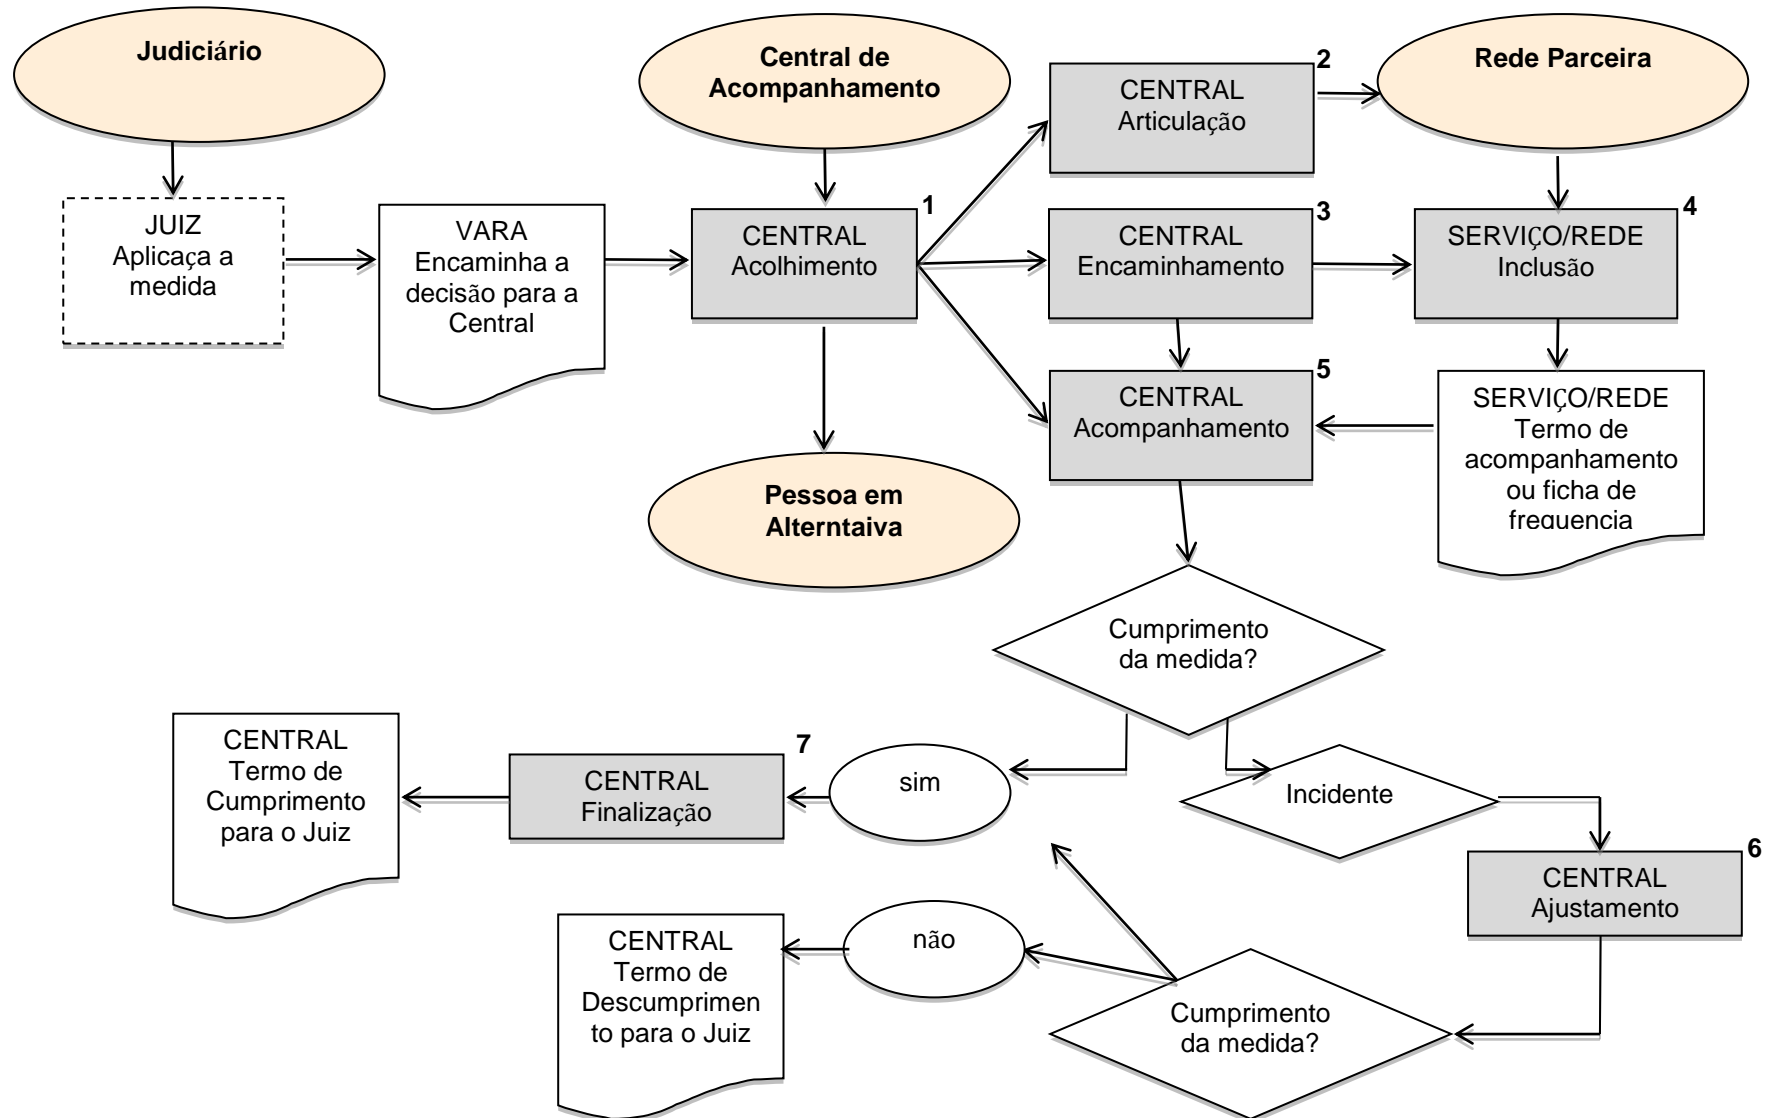 Judiciário
Central de
Acompanhamento
2
CENTRAL
Articulação
Rede Parceira
JUIZ
Aplicaça a
medida
VARA
Encaminha a
decisão para a
Central
1
CENTRAL
Acolhimento
3
CENTRAL
Encaminhamento
4
SERVIÇO/REDE
Inclusão
5
CENTRAL
Acompanhamento
SERVIÇO/REDE
Termo de
acompanhamento
ou ficha de
frequencia
Pessoa em
Alterntaiva
Cumprimento
da medida?
CENTRAL
Termo de
Cumprimento
para o Juiz
7
CENTRAL
Finalização
sim
Incidente
6
CENTRAL
Ajustamento
CENTRAL
Termo de
Descumprimen
to para o Juiz
não
Cumprimento
da medida?